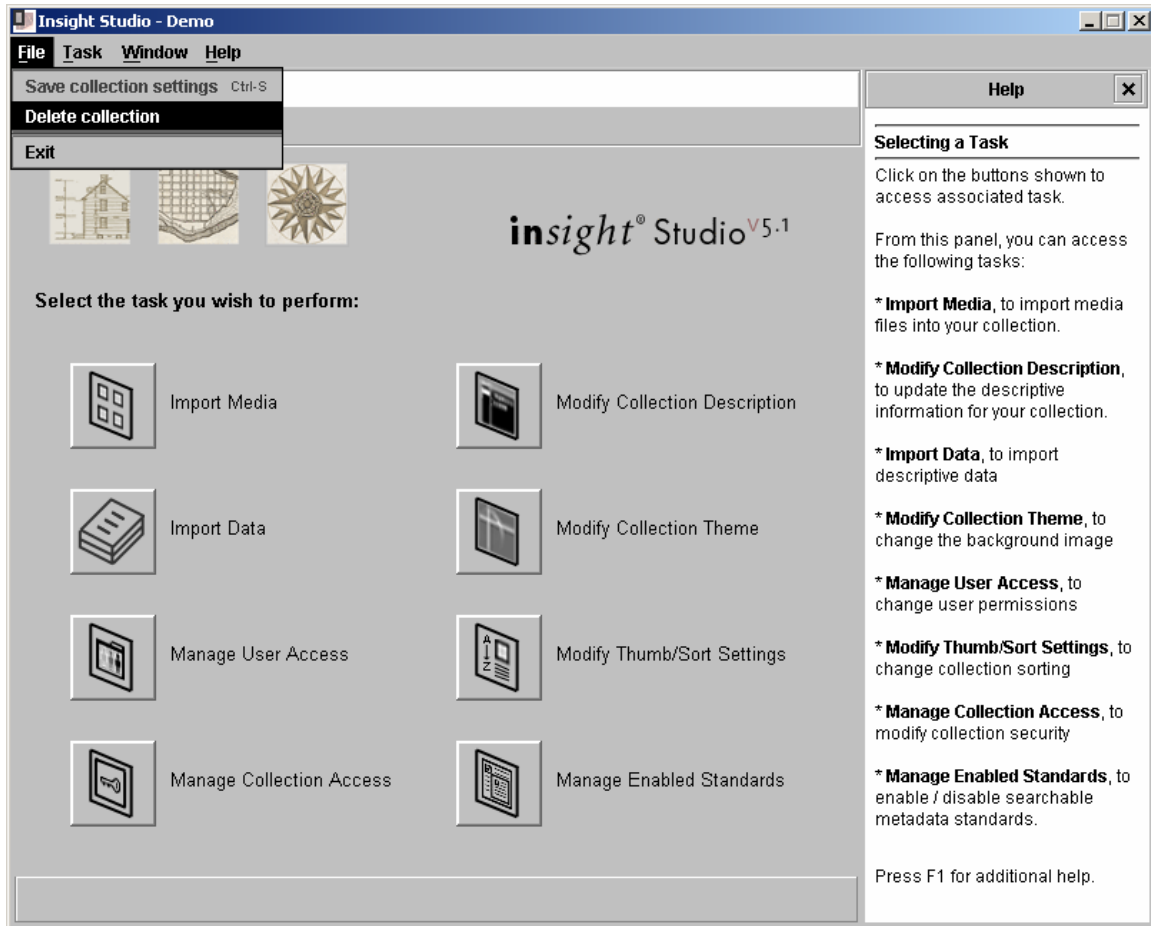 Insight Studio - Demo
File Task Window Help
Save collection settings Ctrl-S
Delete collection
Exit
insight® Studio V5.1
Select the task you wish to perform:
Import Media
Modify Collection Description
Import Data
Modify Collection Theme
Manage User Access
A
Z
Modify Thumb/Sort Settings
Manage Collection Access
Manage Enabled Standards
Help
Selecting a Task
Click on the buttons shown to
access associated task.
From this panel, you can access
the following tasks:
* Import Media, to import media
files into your collection.
* Modify Collection Description,
to update the descriptive
information for your collection.
* Import Data, to import
descriptive data
* Modify Collection Theme, to
change the background image
* Manage User Access, to
change user permissions
* Modify Thumb/Sort Settings, to
change collection sorting
* Manage Collection Access, to
modify collection security
* Manage Enabled Standards, to
enable / disable searchable
metadata standards.
Press F1 for additional help.